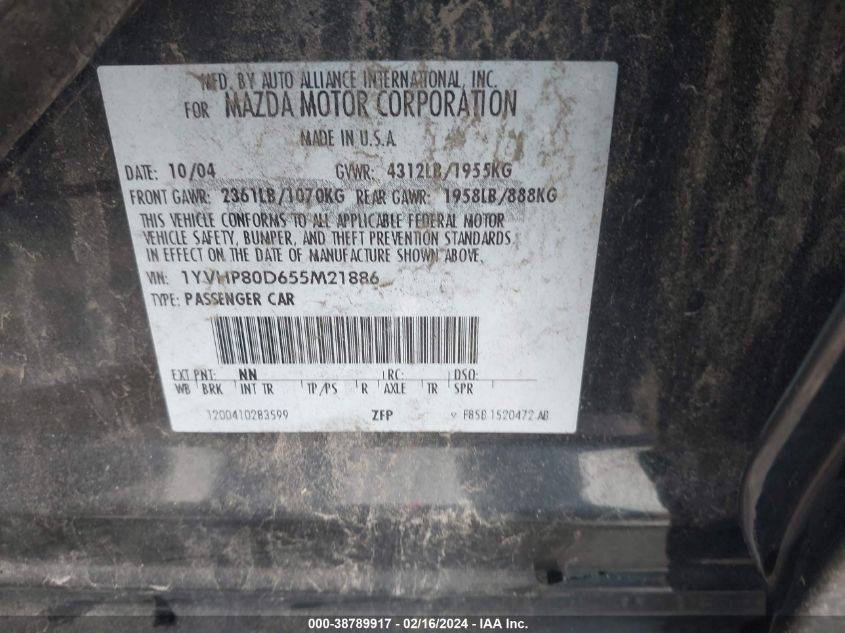 MFD. BY AUTO ALLIANCE INTERNATIONAL, INC.
FOR MAZDA MOTOR CORPORATION
MADE IN U.S.A.
DATE: 10/04 GVWR: 4312LB/1955KG
FRONT GAWR: 2361LB/1070KG REAR GAWR: 1958LB/888KG
THIS VEHICLE CONFORMS TO ALL APPLICABLE FEDERAL MOTOR
VEHICLE SAFETY, BUMPER, AND THEFT PREVENTION STANDARDS
IN EFFECT ON THE DATE OF MANUFACTURE SHOWN ABOVE.
VIN: 1YVHP80D655M21886
TYPE: PASSENGER CAR
EXT PNT: NN RC: DSO:
WB BRK INT TR TP/PS R AXLE TR SPR
1200410283599 ZFP F85B 1520472 AB
000-38789917 - 02/16/2024 - IAA Inc.